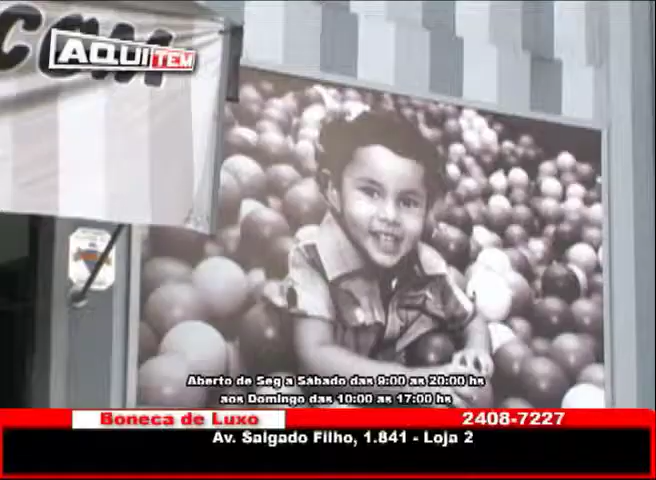 COM
AQUI TEM
Aberto de Seg a Sábado das 9:00 as 20:00 hs
aos Domingo das 10:00 as 17:00 hs
Boneca de Luxo 2408-7227
Av. Salgado Filho, 1.841 - Loja 2